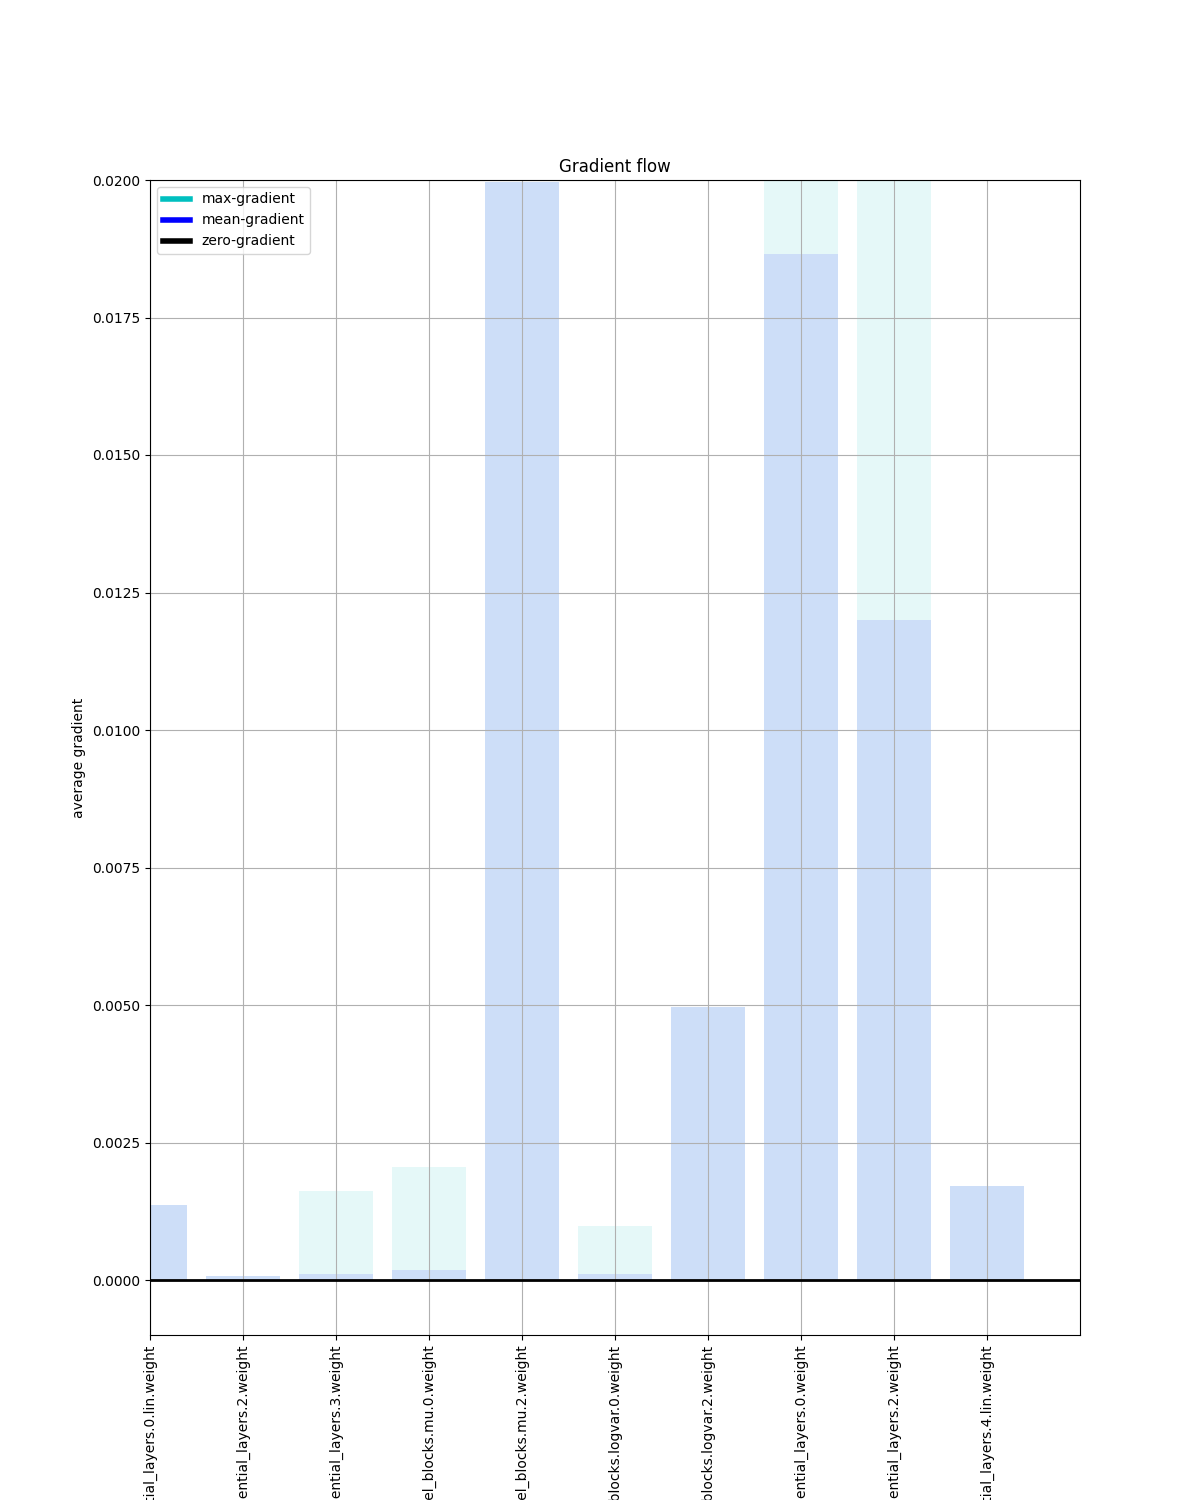 Gradient flow
max-gradient
mean-gradient
zero-gradient
0.0200
0.0175
0.0150
0.0125
0.0100
0.0075
0.0050
0.0025
0.0000
average gradient
tial_layers.0.lin.weight
ential_layers.2.weight
ential_layers.3.weight
el_blocks.mu.0.weight
el_blocks.mu.2.weight
blocks.logvar.0.weight
blocks.logvar.2.weight
ential_layers.0.weight
ential_layers.2.weight
tial_layers.4.lin.weight